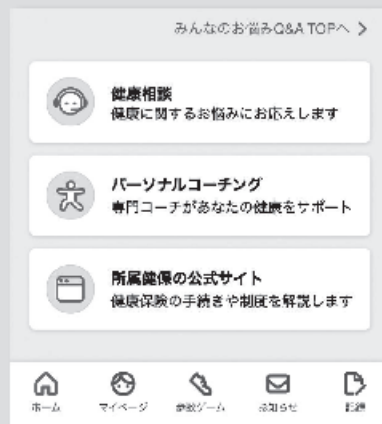 みんなのお悩みQ&A TOPへ
健康相談
健康に関するお悩みにお応えします
パーソナルコーチング
専門コーチがあなたの健康をサポート
所属健保の公式サイト
健康保険の手続きや制度を解説します
ホーム
マイページ
歩数ゲーム
お知らせ
記録